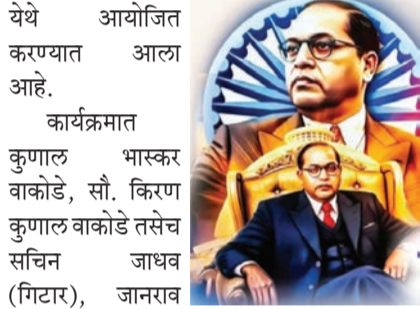 येथे आयोजित
करण्यात आला
आहे.
कार्यक्रमात
कुणाल भास्कर
वाकोडे, सौ. किरण
कुणाल वाकोडे तसेच
सचिन जाधव
(गिटार), जानराव